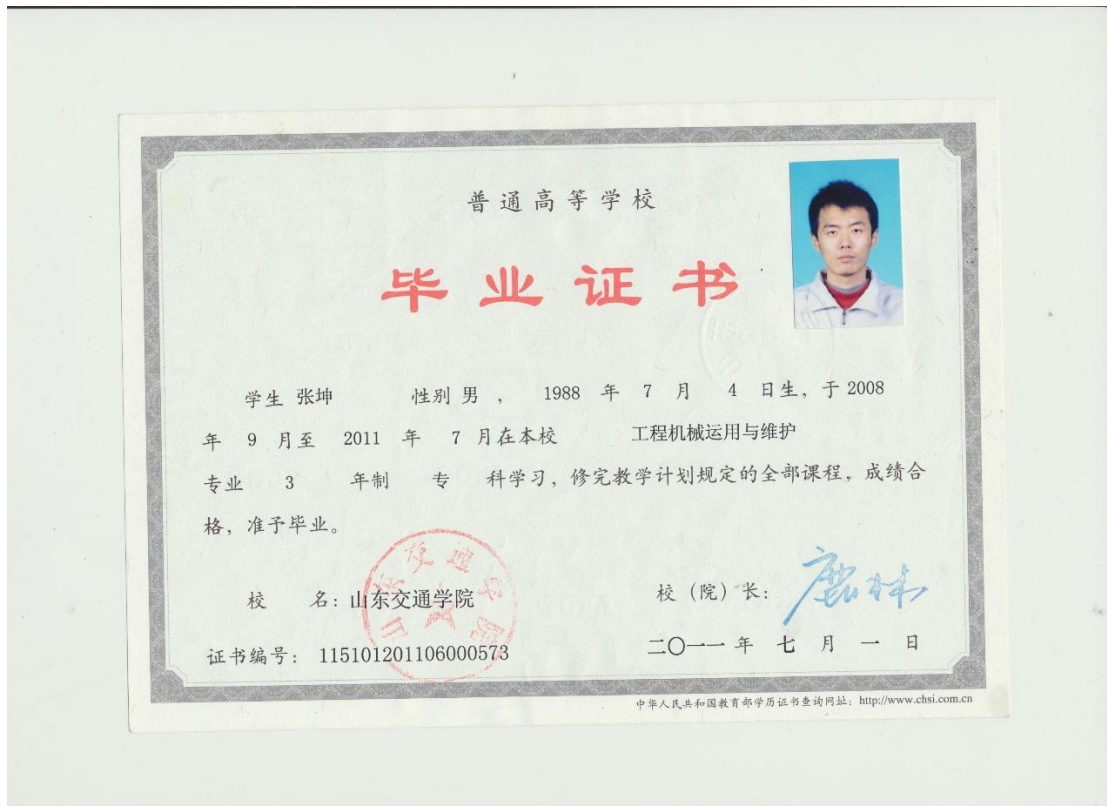 普通高等学校
毕业证书
学生 张坤 性别 男 , 1988 年 7 月 4 日生, 于 2008
年 9 月至 2011 年 7 月在本校 工程机械运用与维护
专业 3 年制 专 科学习, 修完教学计划规定的全部课程, 成绩合
格, 准予毕业。
山东交通学院
校 名: 山东交通学院 校 (院) 长:
证书编号: 115101201106000573 二〇一一 年 七 月 一 日
中华人民共和国教育部学历证书查询网址: http://www.chsi.com.cn